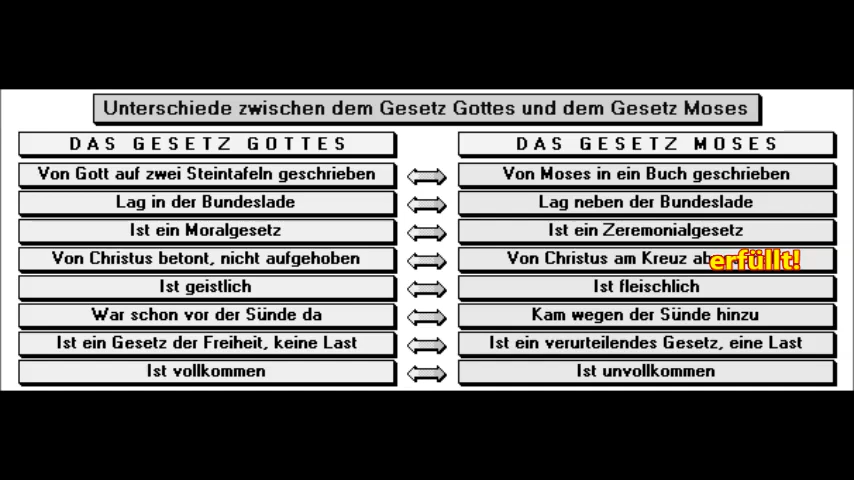 Unterschiede zwischen dem Gesetz Gottes und dem Gesetz Moses
DAS GESETZ GOTTES DAS GESETZ MOSES
Von Gott auf zwei Steintafeln geschrieben Von Moses in ein Buch geschrieben
Lag in der Bundeslade Lag neben der Bundeslade
Ist ein Moralgesetz Ist ein Zeremonialgesetz
Von Christus betont, nicht aufgehoben Von Christus am Kreuz erfüllt!
Ist geistlich Ist fleischlich
War schon vor der Sünde da Kam wegen der Sünde hinzu
Ist ein Gesetz der Freiheit, keine Last Ist ein verurteilendes Gesetz, eine Last
Ist vollkommen Ist unvollkommen